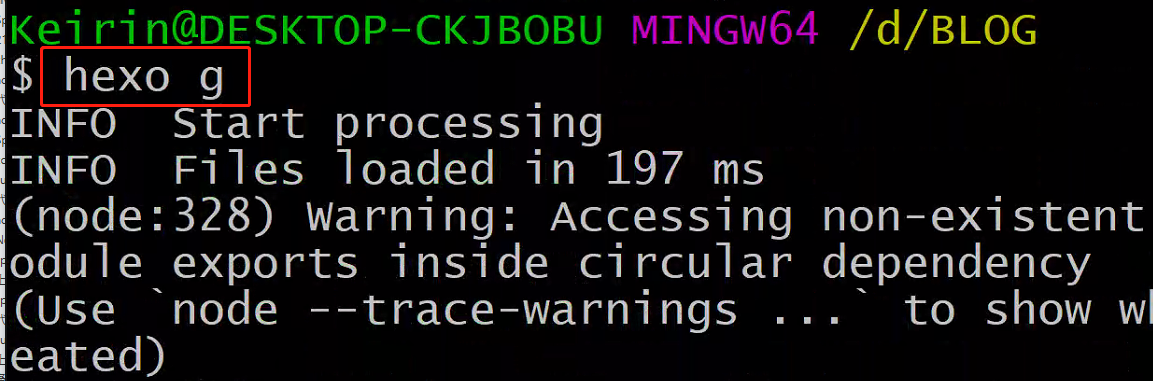 Keirin@DESKTOP-CKJBOBU MINGW64 /d/BLOG
$ hexo g
INFO  Start processing
INFO  Files loaded in 197 ms
(node:328) Warning: Accessing non-existent
odule exports inside circular dependency
(Use `node --trace-warnings ...` to show wh
eated)